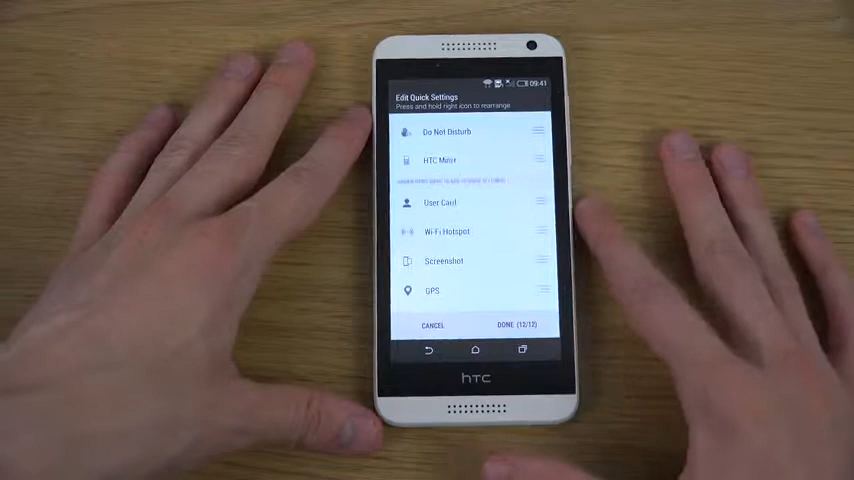 09:41
Edit Quick Settings
Press and hold right icon to rearrange
Do Not Disturb
HTC Mini+
User Card
Wi-Fi Hotspot
Screenshot
GPS
CANCEL
DONE (12/12)
hTC